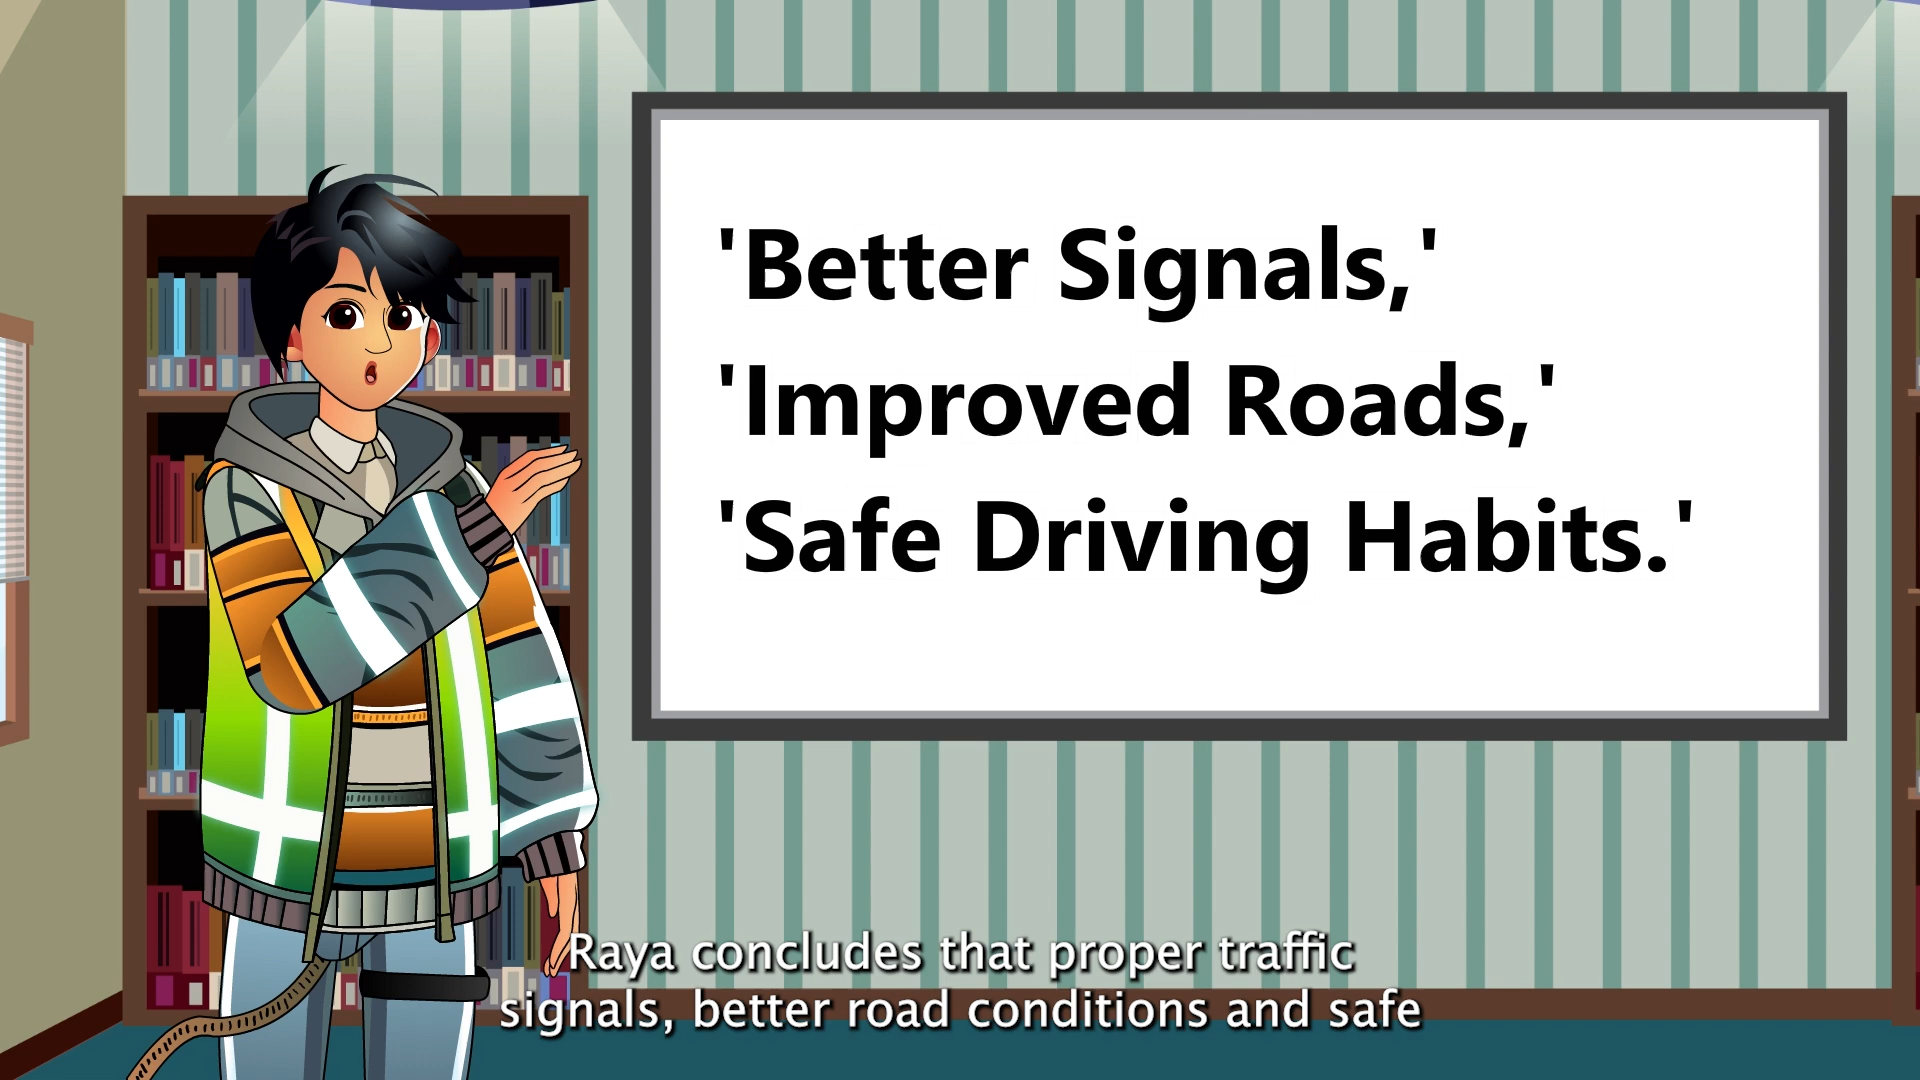 'Better Signals,'
'Improved Roads,'
'Safe Driving Habits.'
Raya concludes that proper traffic
signals, better road conditions and safe